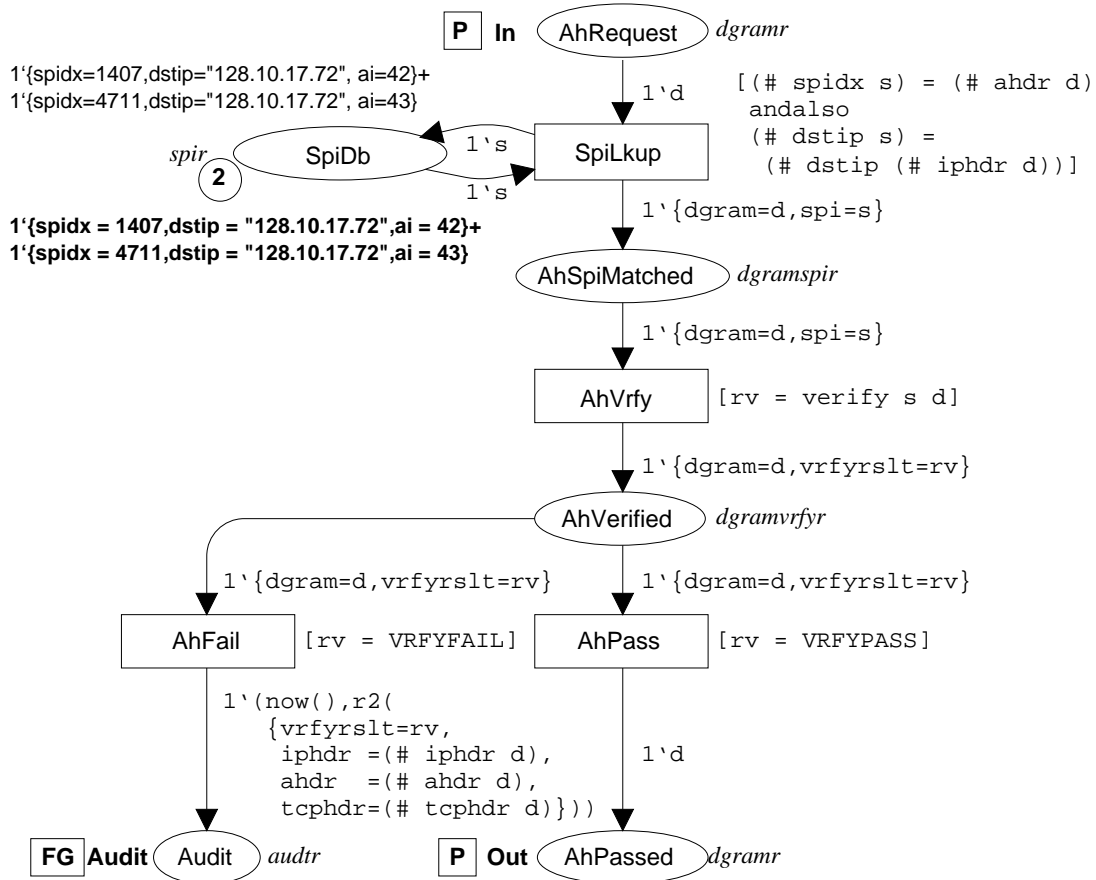 P In AhRequest dgramr
1‘{spidx=1407,dstip="128.10.17.72", ai=42}+
1‘{spidx=4711,dstip="128.10.17.72", ai=43}
1‘d
[(# spidx s) = (# ahdr d)
andalso
(# dstip s) =
(# dstip (# iphdr d))]
spir
2
SpiDb
1‘s
1‘s
SpiLkup
1‘{spidx = 1407,dstip = "128.10.17.72",ai = 42}+
1‘{spidx = 4711,dstip = "128.10.17.72",ai = 43}
1‘{dgram=d,spi=s}
AhSpiMatched dgramspir
1‘{dgram=d,spi=s}
AhVrfy [rv = verify s d]
1‘{dgram=d,vrfyrslt=rv}
AhVerified dgramvrfyr
1‘{dgram=d,vrfyrslt=rv}
1‘{dgram=d,vrfyrslt=rv}
AhFail [rv = VRFYFAIL]
AhPass [rv = VRFYPASS]
1‘(now(),r2(
{vrfyrslt=rv,
iphdr =(# iphdr d),
ahdr =(# ahdr d),
tcphdr=(# tcphdr d)}))
1‘d
FG Audit Audit audtr
P Out AhPassed dgramr